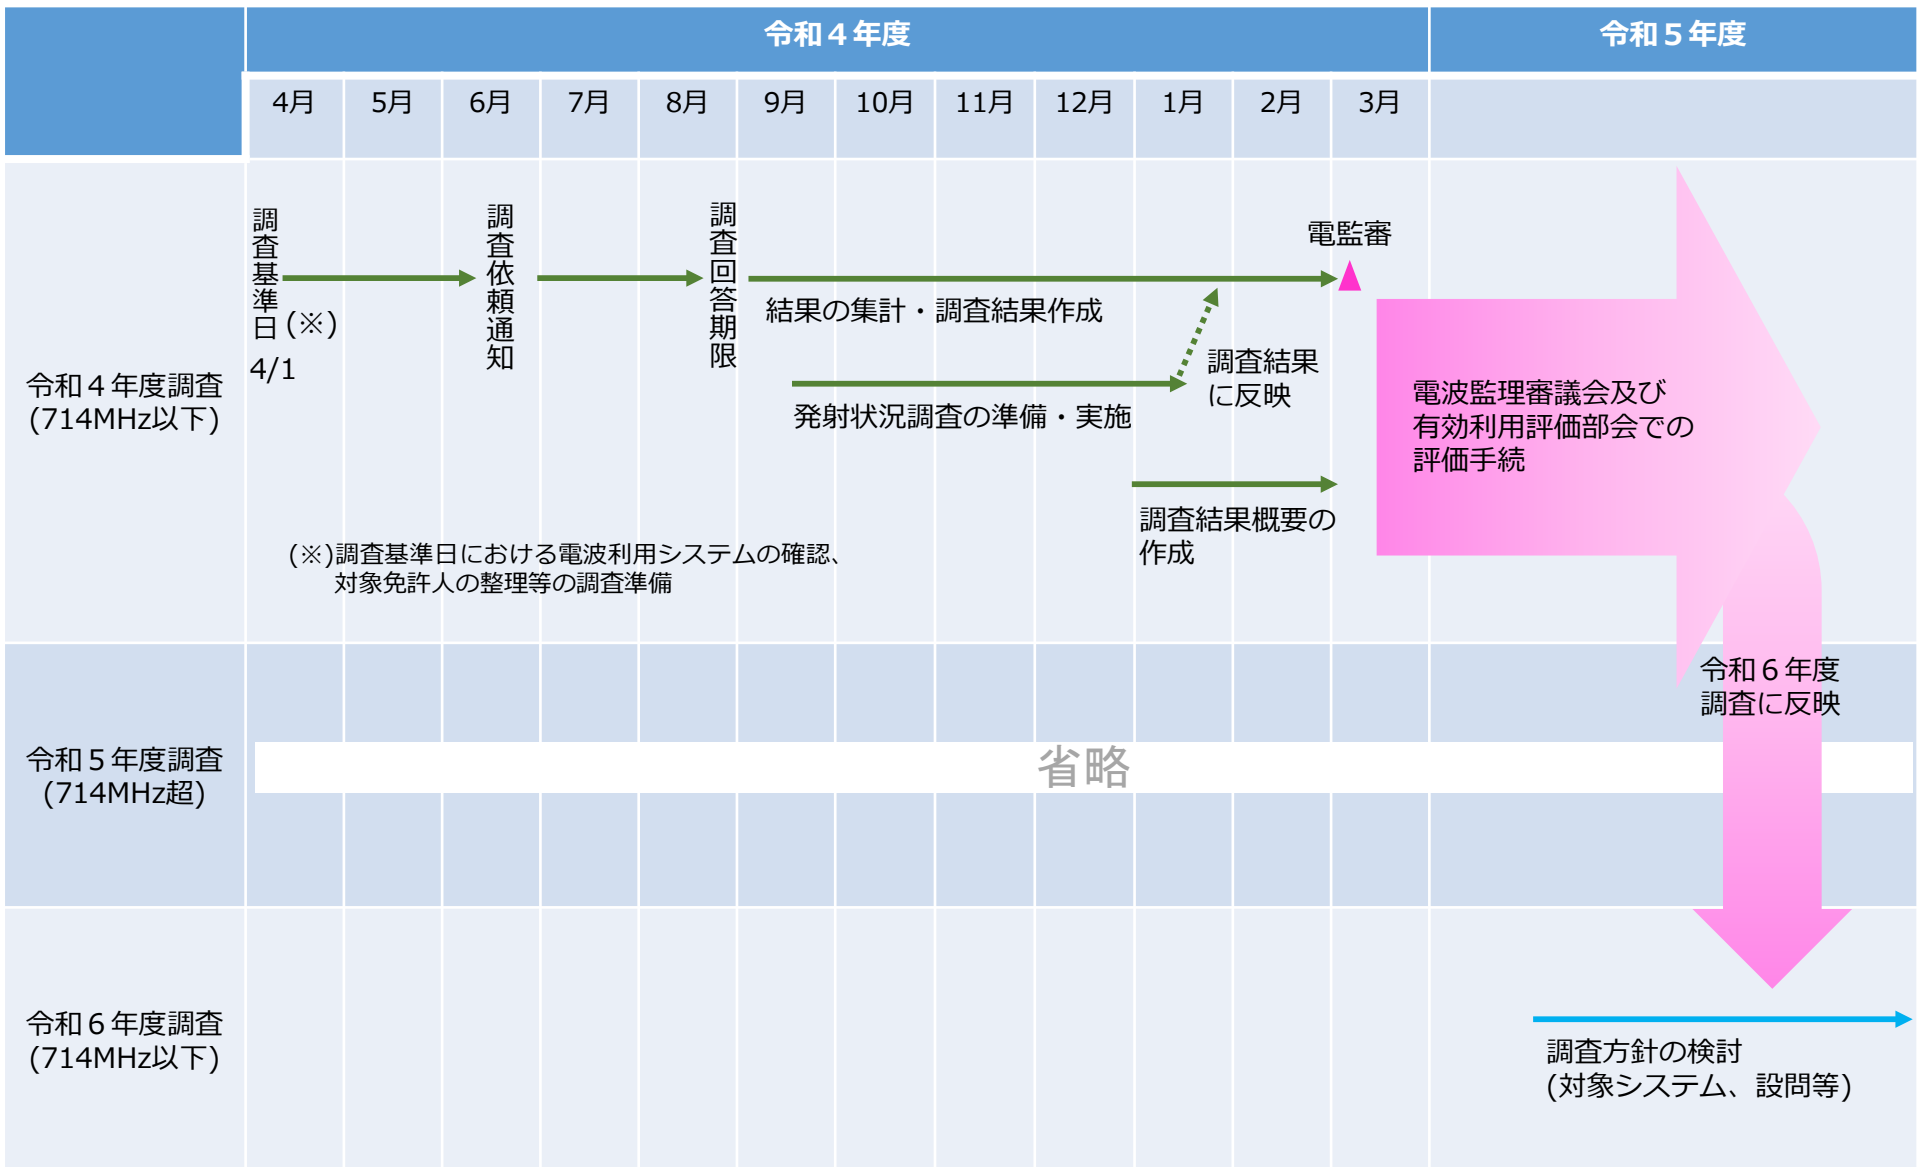 令和４年度
令和５年度
4月
5月
6月
7月
8月
9月
10月
11月
12月
1月
2月
3月
令和４年度調査
(714MHz以下)
調査基準日
(※)
4/1
調査依頼通知
調査回答期限
結果の集計・調査結果作成
電監審
調査結果
に反映
発射状況調査の準備・実施
調査結果概要の
作成
(※)調査基準日における電波利用システムの確認、
対象免許人の整理等の調査準備
電波監理審議会及び
有効利用評価部会での
評価手続
令和６年度
調査に反映
令和５年度調査
(714MHz超)
省略
令和６年度調査
(714MHz以下)
調査方針の検討
(対象システム、設問等)